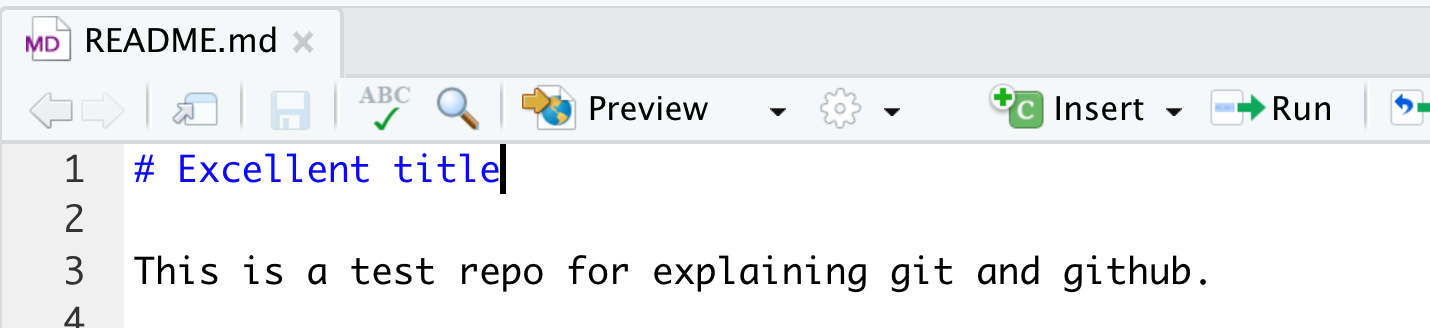 MD README.md
ABC Preview C Insert Run
1 # Excellent title
2
3 This is a test repo for explaining git and github.
4